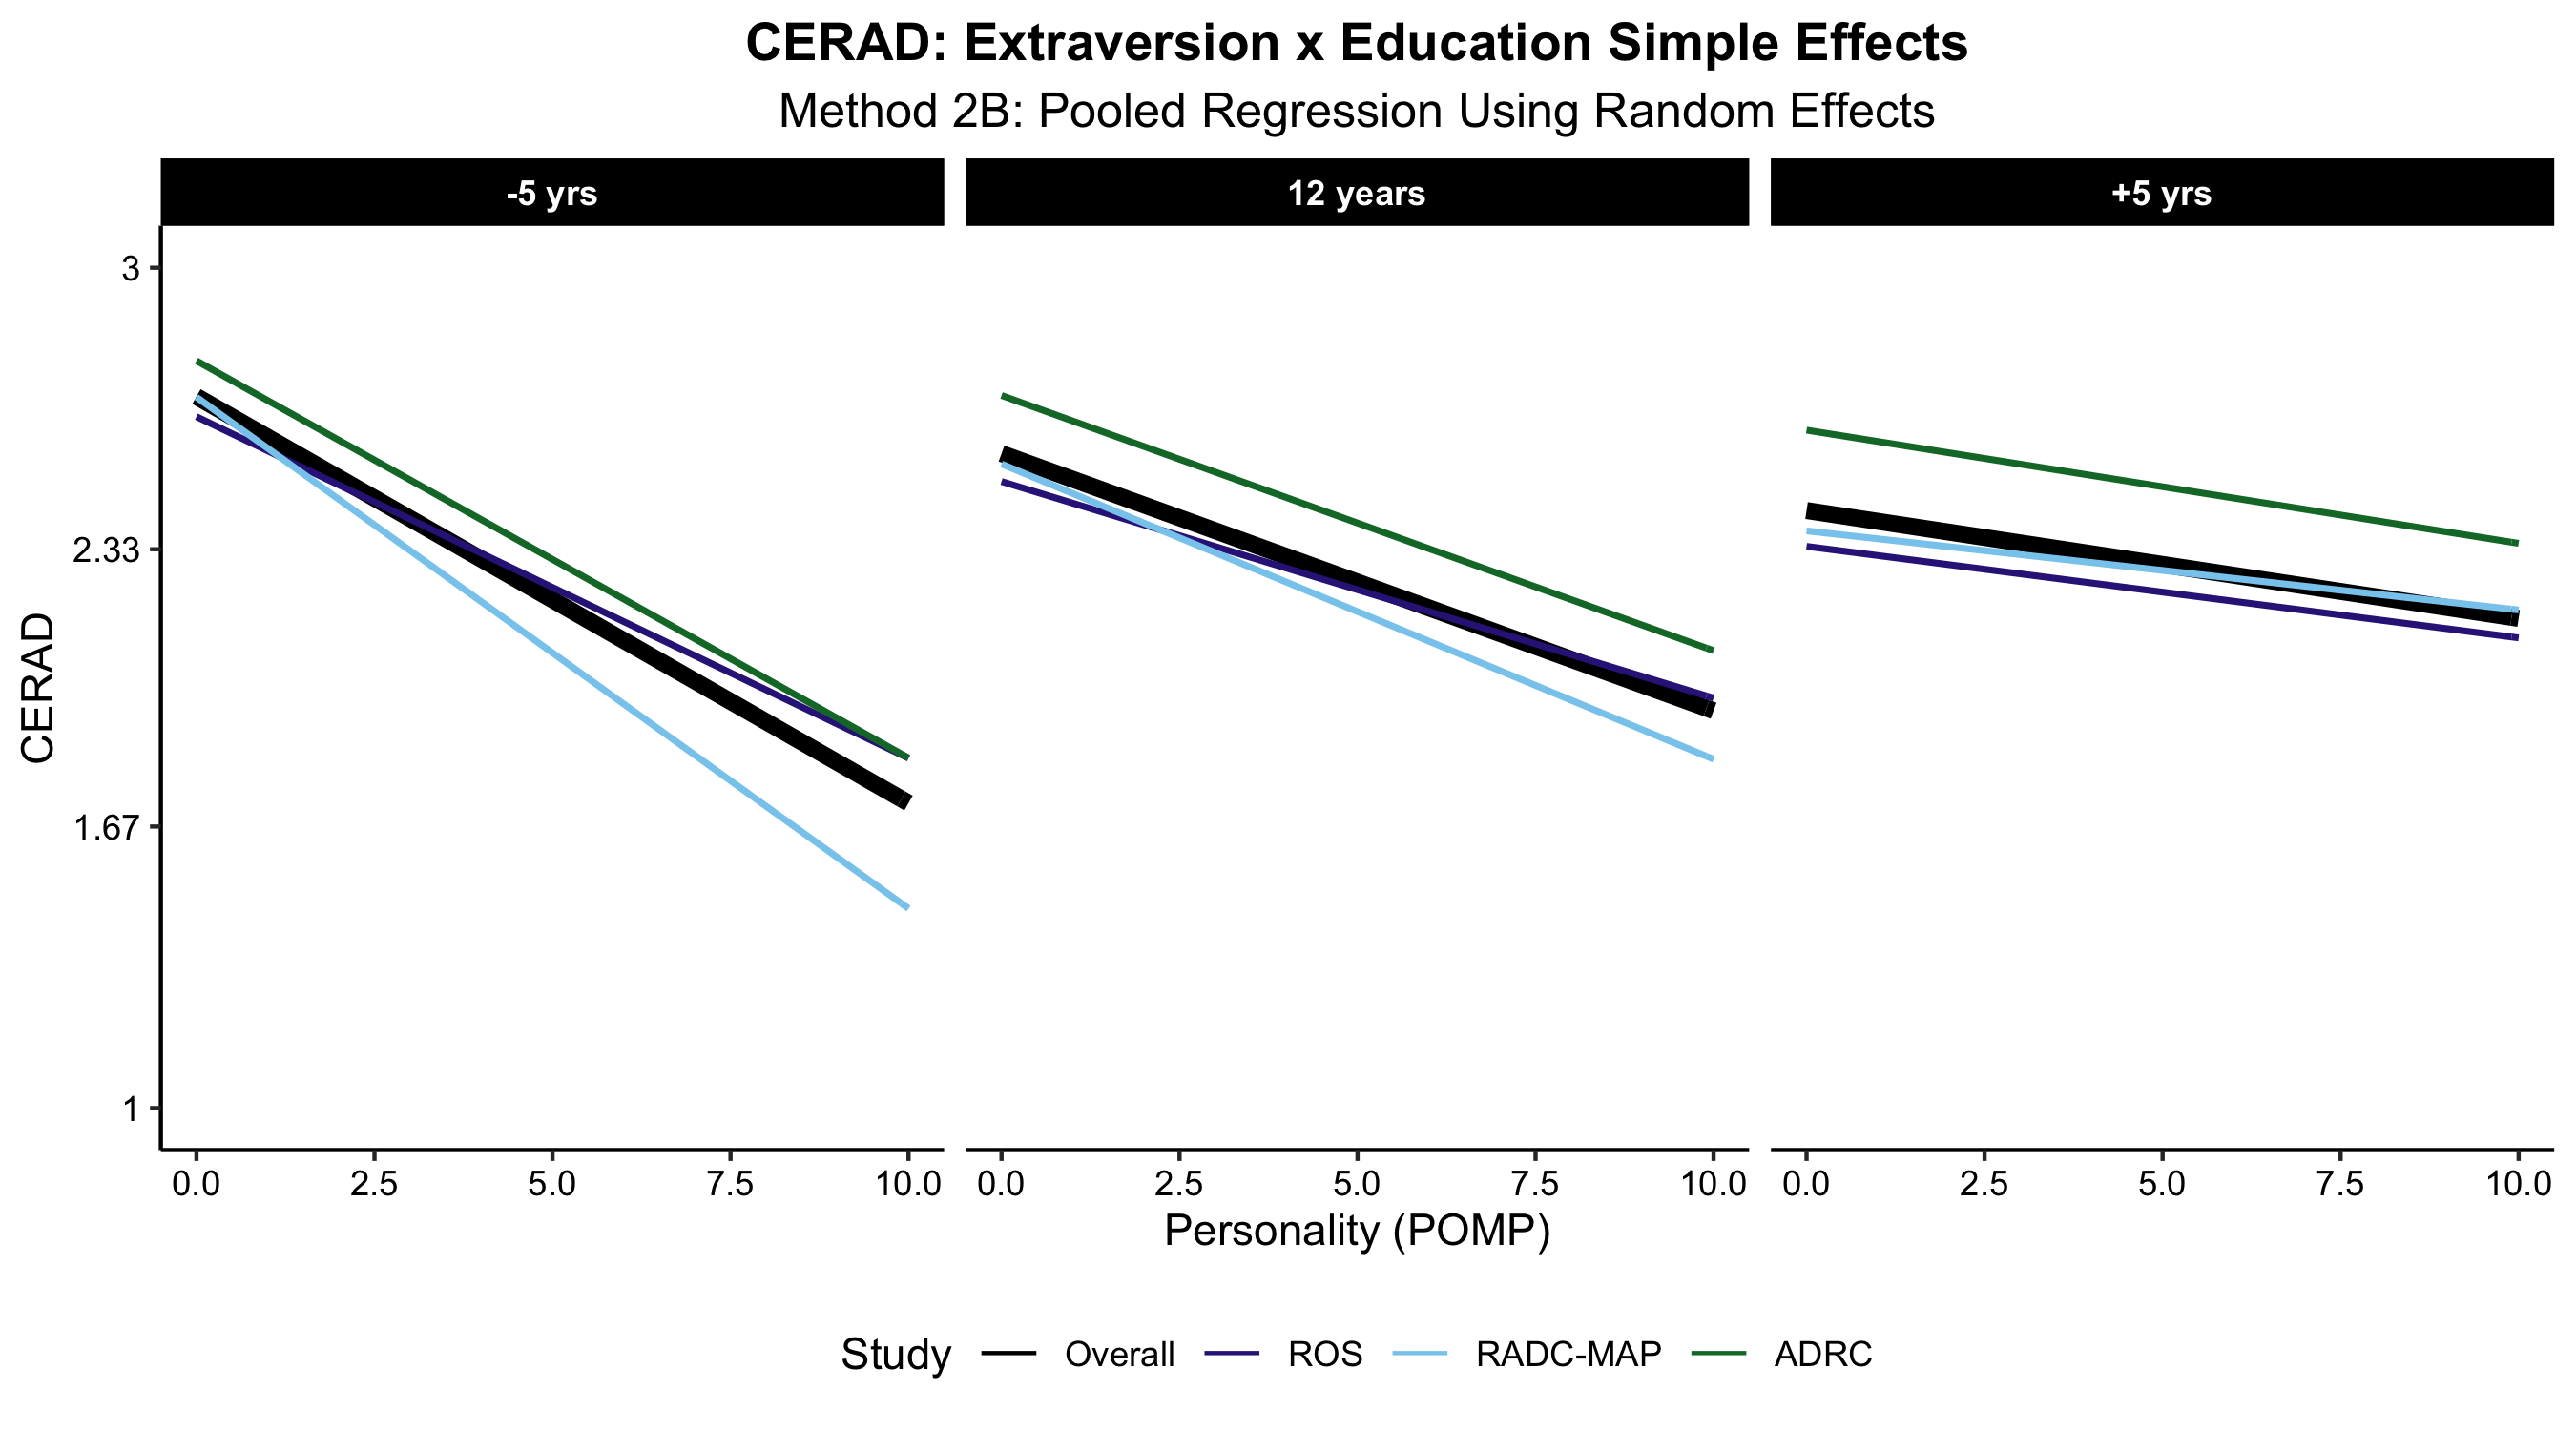 CERAD: Extraversion x Education Simple Effects
Method 2B: Pooled Regression Using Random Effects
-5 yrs 12 years +5 yrs
3
2.33
1.67
1
CERAD
0.0 2.5 5.0 7.5 10.0 0.0 2.5 5.0 7.5 10.0 0.0 2.5 5.0 7.5 10.0
Personality (POMP)
Study Overall ROS RADC-MAP ADRC